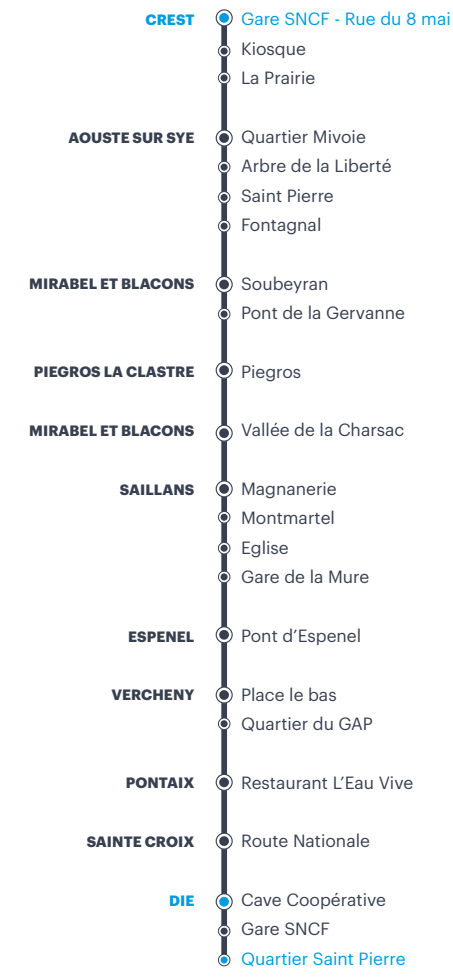 CREST Gare SNCF - Rue du 8 mai
Kiosque
La Prairie
AOUSTE SUR SYE Quartier Mivoie
Arbre de la Liberté
Saint Pierre
Fontagnal
MIRABEL ET BLACONS Soubeyran
Pont de la Gervanne
PIEGROS LA CLASTRE Piegros
MIRABEL ET BLACONS Vallée de la Charsac
SAILLANS Magnanerie
Montmartel
Eglise
Gare de la Mure
ESPENEL Pont d'Espenel
VERCHENY Place le bas
Quartier du GAP
PONTAIX Restaurant L'Eau Vive
SAINTE CROIX Route Nationale
DIE Cave Coopérative
Gare SNCF
Quartier Saint Pierre